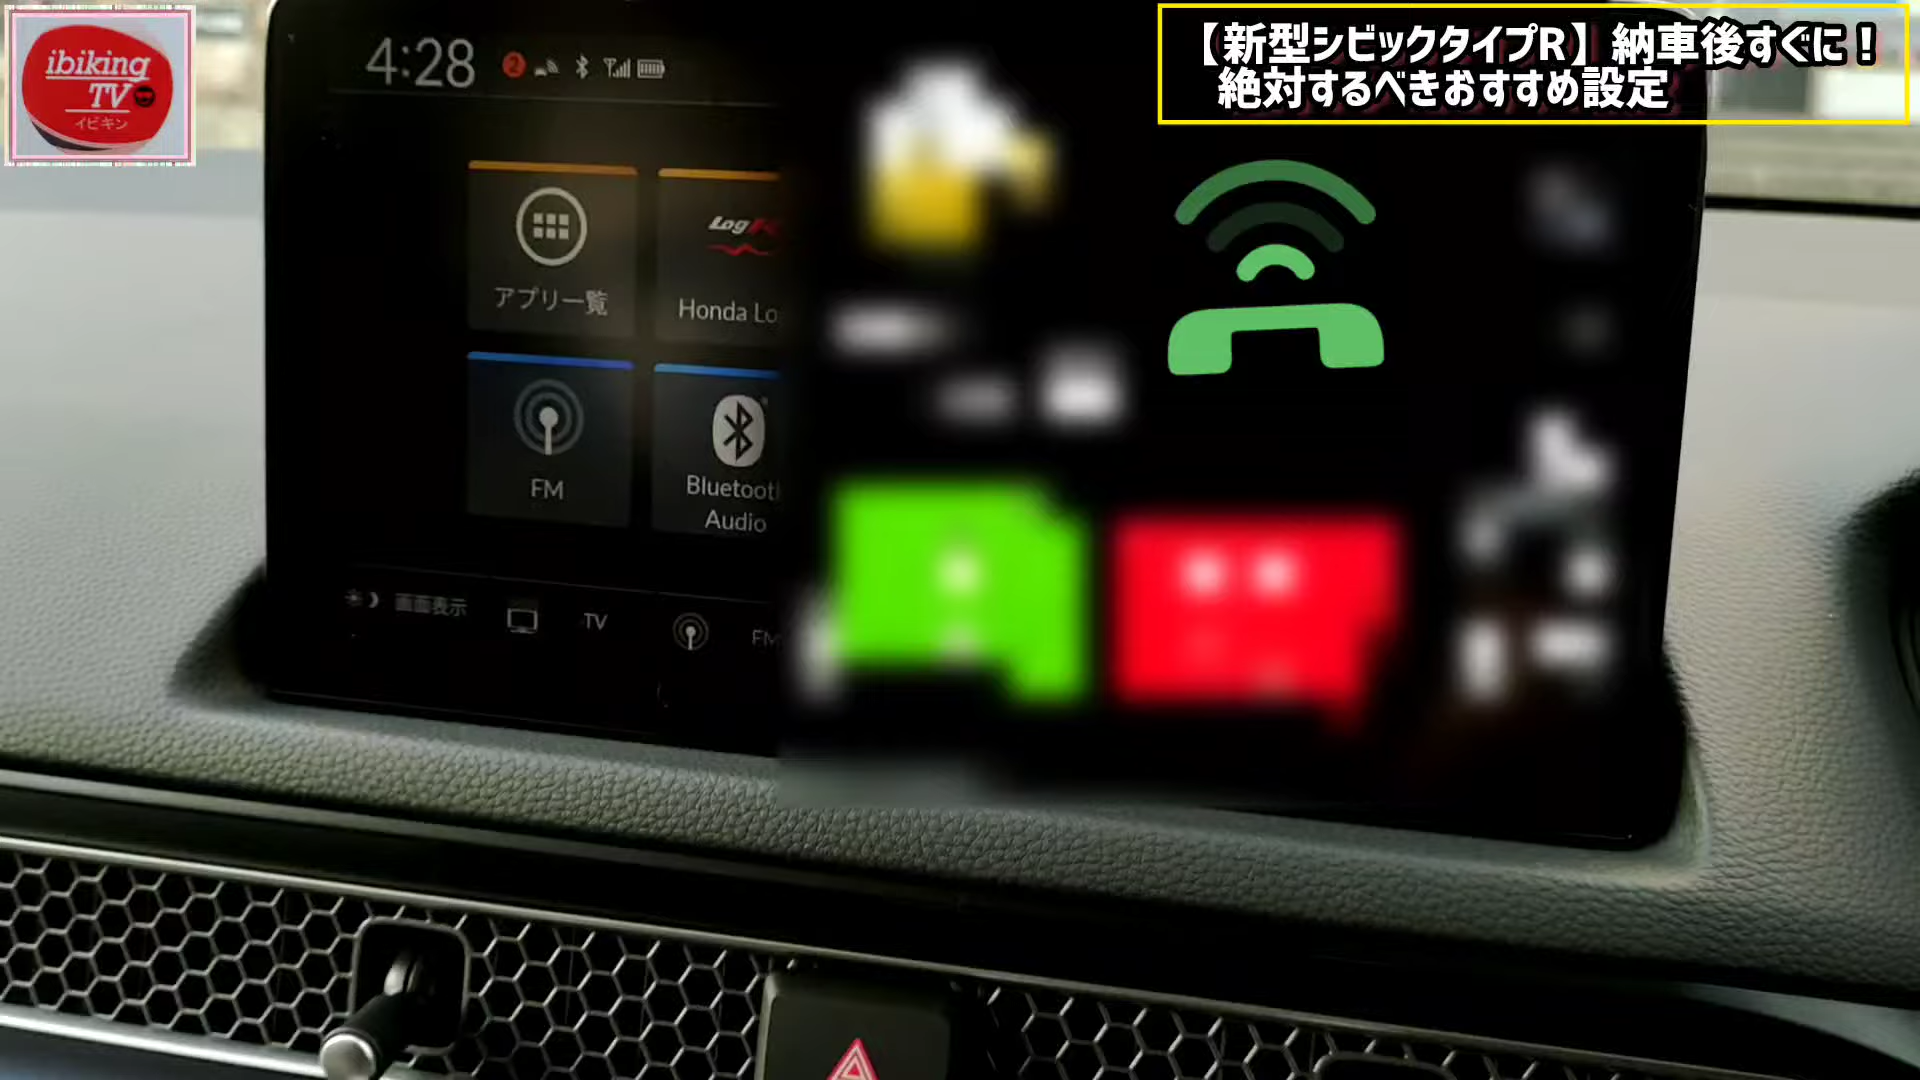 ibiking
TV
イビキン
【新型シビックタイプR】納車後すぐに！
絶対するべきおすすめ設定
4:28
2
アプリ一覧
Honda Lo
FM
Bluetooth
Audio
画面表示
TV
FM